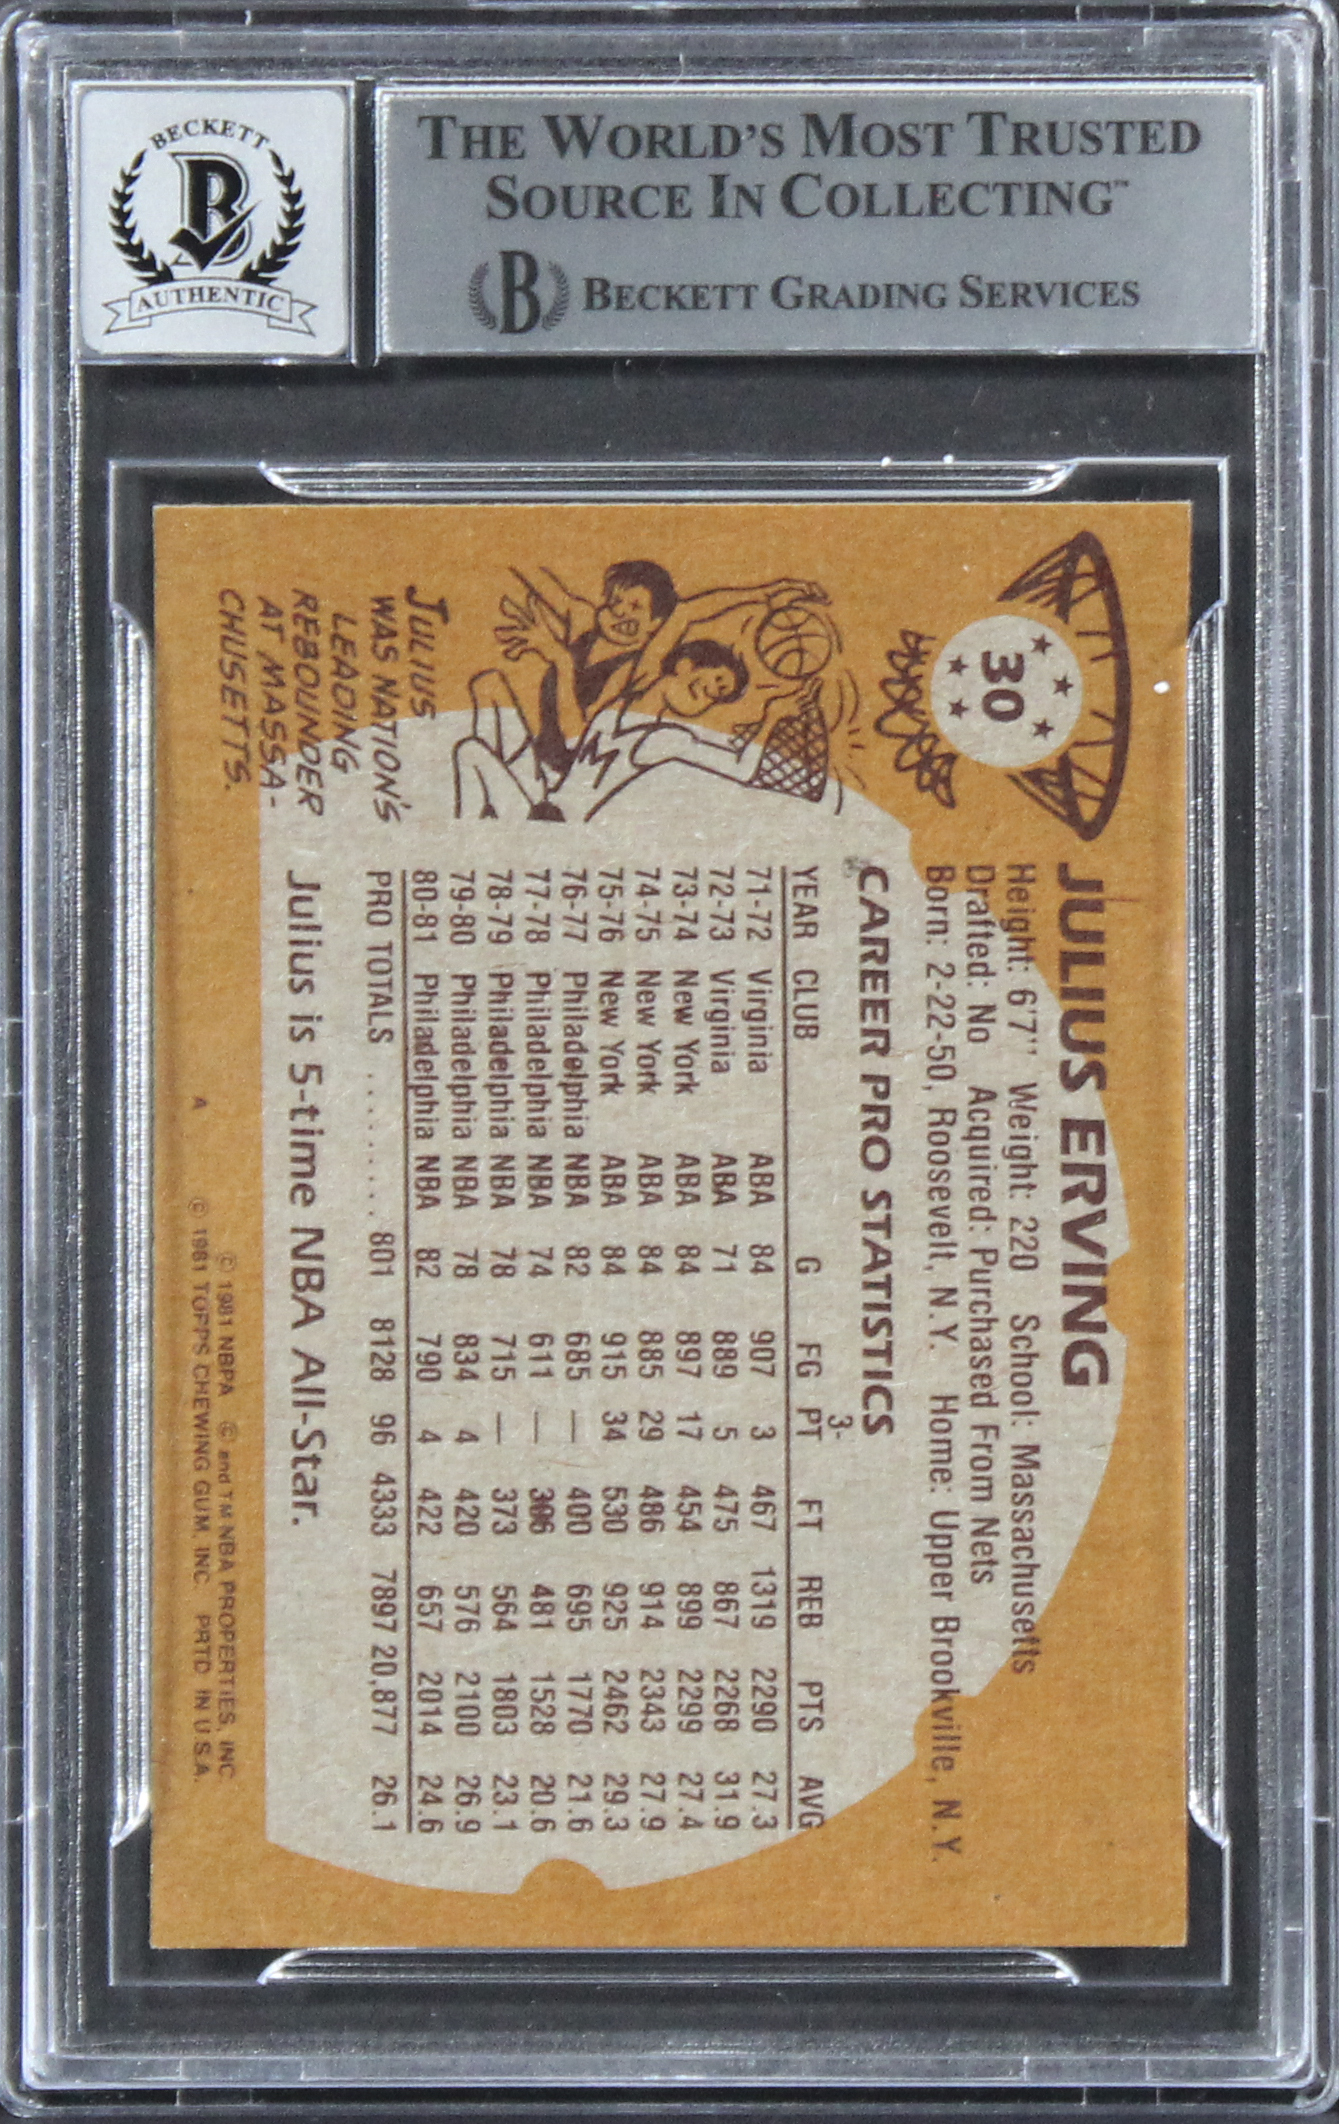 BECKETT
B
AUTHENTIC
THE WORLD'S MOST TRUSTED
SOURCE IN COLLECTING™
B BECKETT GRADING SERVICES
30
JULIUS ERVING
Height: 6'7" Weight: 220 School: Massachusetts
Drafted: No Acquired: Purchased From Nets
Born: 2-22-50, Roosevelt, N.Y. Home: Upper Brookville, N.Y.
CAREER PRO STATISTICS
YEAR CLUB G FG 3-PT FT REB PTS AVG
71-72 Virginia ABA 84 907 3 467 1319 2290 27.3
72-73 Virginia ABA 71 889 5 475 867 2268 31.9
73-74 New York ABA 84 897 17 454 899 2299 27.4
74-75 New York ABA 84 885 29 486 914 2343 27.9
75-76 New York ABA 84 915 34 530 925 2462 29.3
76-77 Philadelphia NBA 82 685 — 400 695 1770 21.6
77-78 Philadelphia NBA 74 611 — 306 481 1528 20.6
78-79 Philadelphia NBA 78 715 — 373 564 1803 23.1
79-80 Philadelphia NBA 78 834 4 420 576 2100 26.9
80-81 Philadelphia NBA 82 790 4 422 657 2014 24.6
PRO TOTALS ......... 801 8128 96 4333 7897 20,877 26.1
Julius is 5-time NBA All-Star.
JULIUS
WAS NATION'S
LEADING
REBOUNDER
AT MASSA-
CHUSETTS.
© 1981 NBPA © and TM NBA PROPERTIES, INC.
A © 1981 TOPPS CHEWING GUM, INC. PRTD. IN U.S.A.